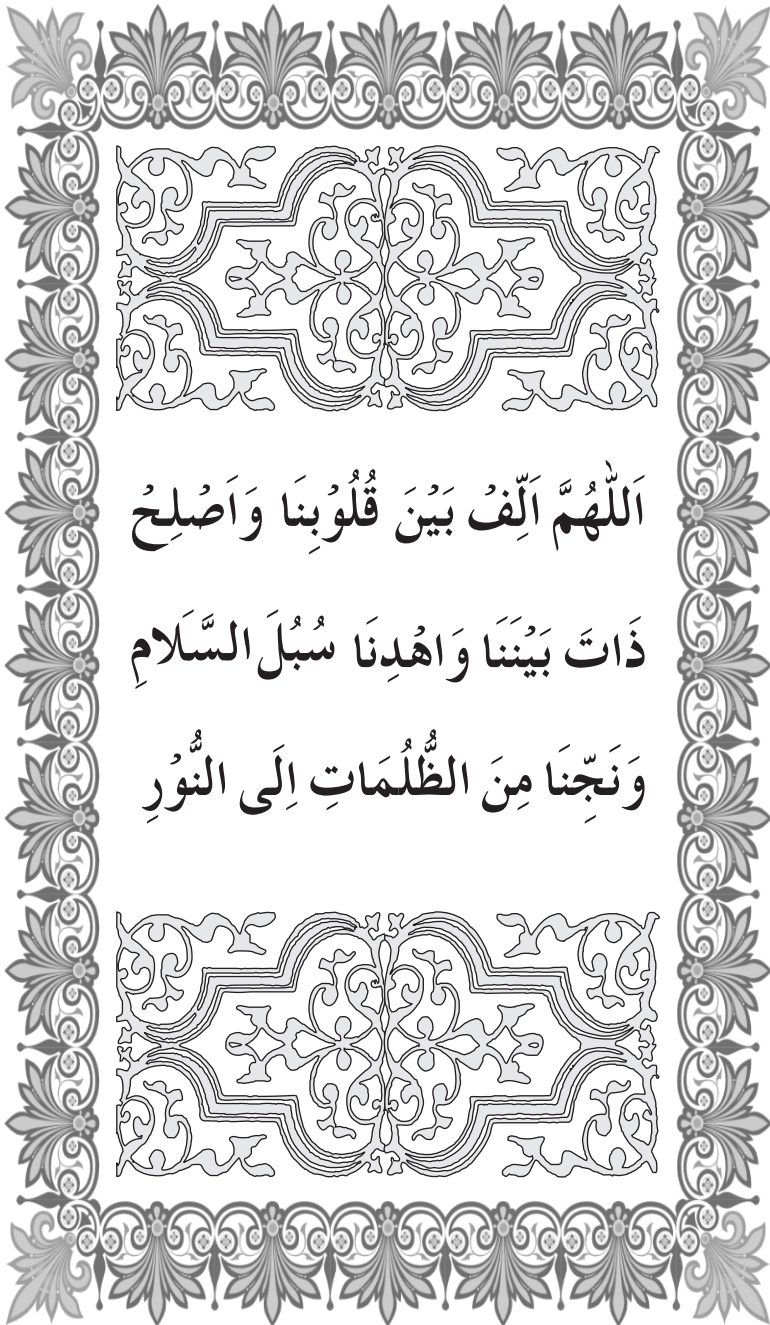 اَللّٰهُمَّ اَلِّفْ بَيْنَ قُلُوْبِنَا وَاَصْلِحْ
ذَاتَ بَيْنَنَا وَاهْدِنَا سُبُلَ السَّلَامِ
وَنَجِّنَا مِنَ الظُّلُمَاتِ اِلَى النُّوْرِ